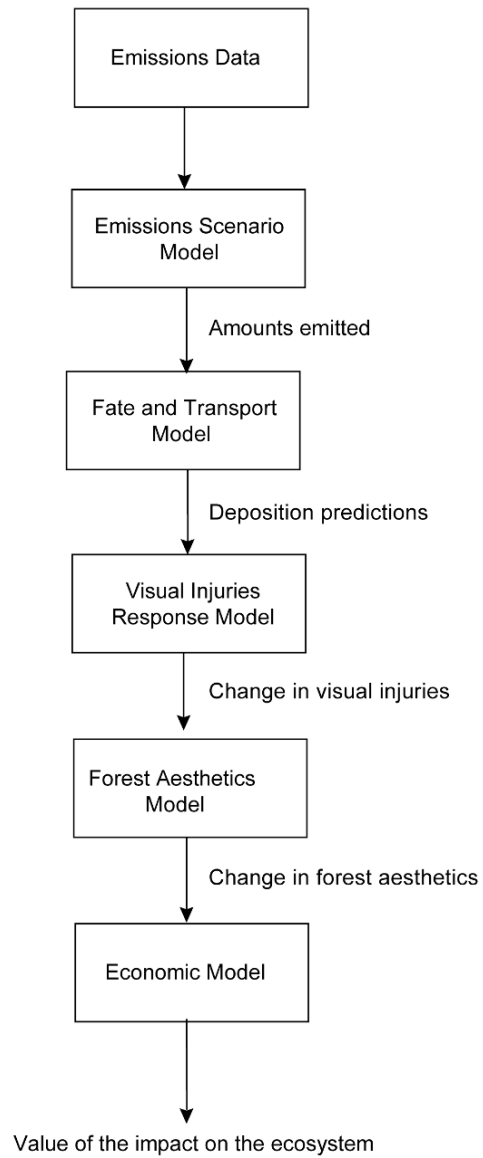 Emissions Data
Emissions Scenario
Model
Amounts emitted
Fate and Transport
Model
Deposition predictions
Visual Injuries
Response Model
Change in visual injuries
Forest Aesthetics
Model
Change in forest aesthetics
Economic Model
Value of the impact on the ecosystem